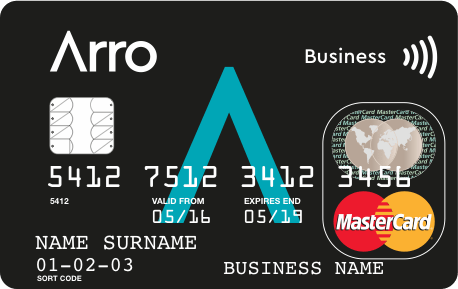 Arro
Business
5412 7512 3412 3456
5412
VALID FROM
EXPIRES END
05/16
05/19
MasterCard
NAME SURNAME
01-02-03
SORT CODE
BUSINESS NAME